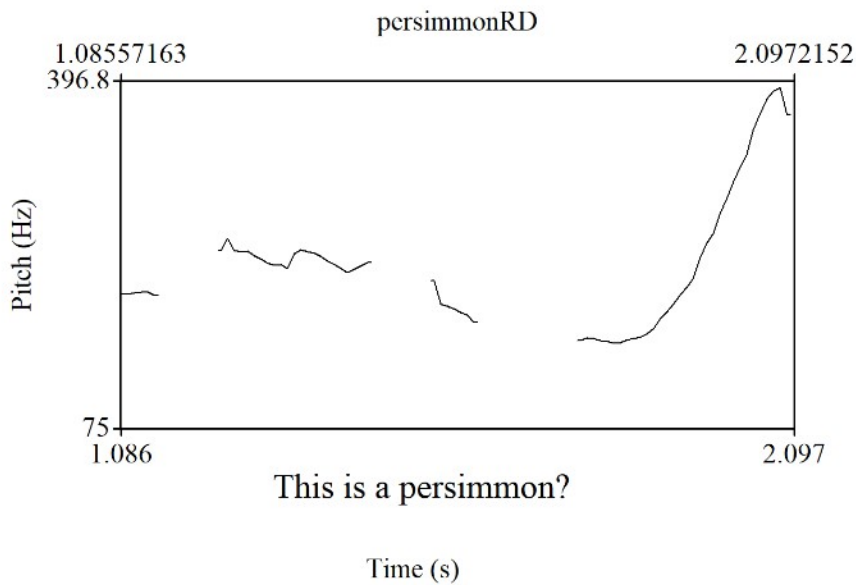 persimmonRD
1.08557163 2.0972152
396.8
Pitch (Hz)
75
1.086 2.097
This is a persimmon?
Time (s)